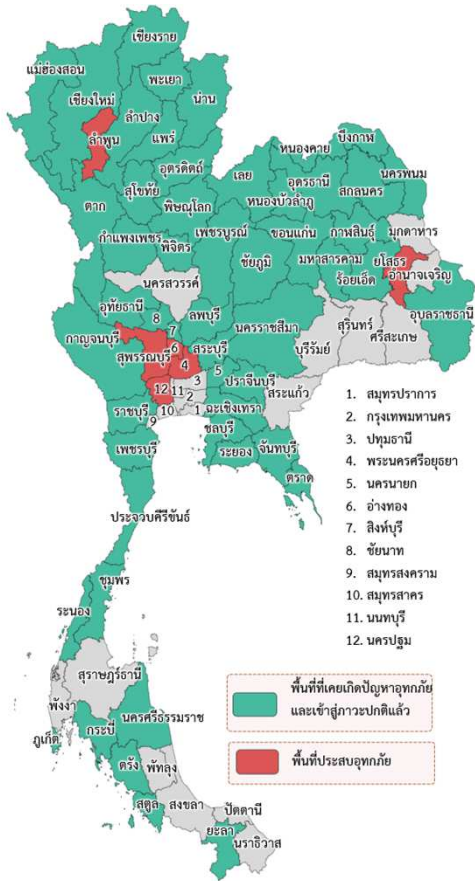 เชียงราย
แม่ฮ่องสอน
พะเยา
น่าน
เชียงใหม่
ลำปาง
ลำพูน
แพร่
อุตรดิตถ์
สุโขทัย
ตาก
พิษณุโลก
กำแพงเพชร
พิจิตร
เพชรบูรณ์
เลย
หนองคาย
บึงกาฬ
อุดรธานี
นครพนม
สกลนคร
หนองบัวลำภู
ขอนแก่น
กาฬสินธุ์
มุกดาหาร
ชัยภูมิ
มหาสารคาม
ยโสธร
ร้อยเอ็ด
อำนาจเจริญ
อุบลราชธานี
นครสวรรค์
อุทัยธานี
8
ลพบุรี
7
นครราชสีมา
สุรินทร์
ศรีสะเกษ
บุรีรัมย์
กาญจนบุรี
สุพรรณบุรี
6
สระบุรี
4
5
ปราจีนบุรี
สระแก้ว
12
11
3
2
ราชบุรี
10
1
9
ฉะเชิงเทรา
ชลบุรี
เพชรบุรี
ระยอง
จันทบุรี
ตราด
ประจวบคีรีขันธ์
ชุมพร
ระนอง
สุราษฎร์ธานี
พังงา
ภูเก็ต
กระบี่
นครศรีธรรมราช
ตรัง
พัทลุง
สตูล
สงขลา
ปัตตานี
ยะลา
นราธิวาส
1. สมุทรปราการ
2. กรุงเทพมหานคร
3. ปทุมธานี
4. พระนครศรีอยุธยา
5. นครนายก
6. อ่างทอง
7. สิงห์บุรี
8. ชัยนาท
9. สมุทรสงคราม
10. สมุทรสาคร
11. นนทบุรี
12. นครปฐม
พื้นที่ที่เคยเกิดปัญหาอุทกภัย
และเข้าสู่ภาวะปกติแล้ว
พื้นที่ประสบอุทกภัย